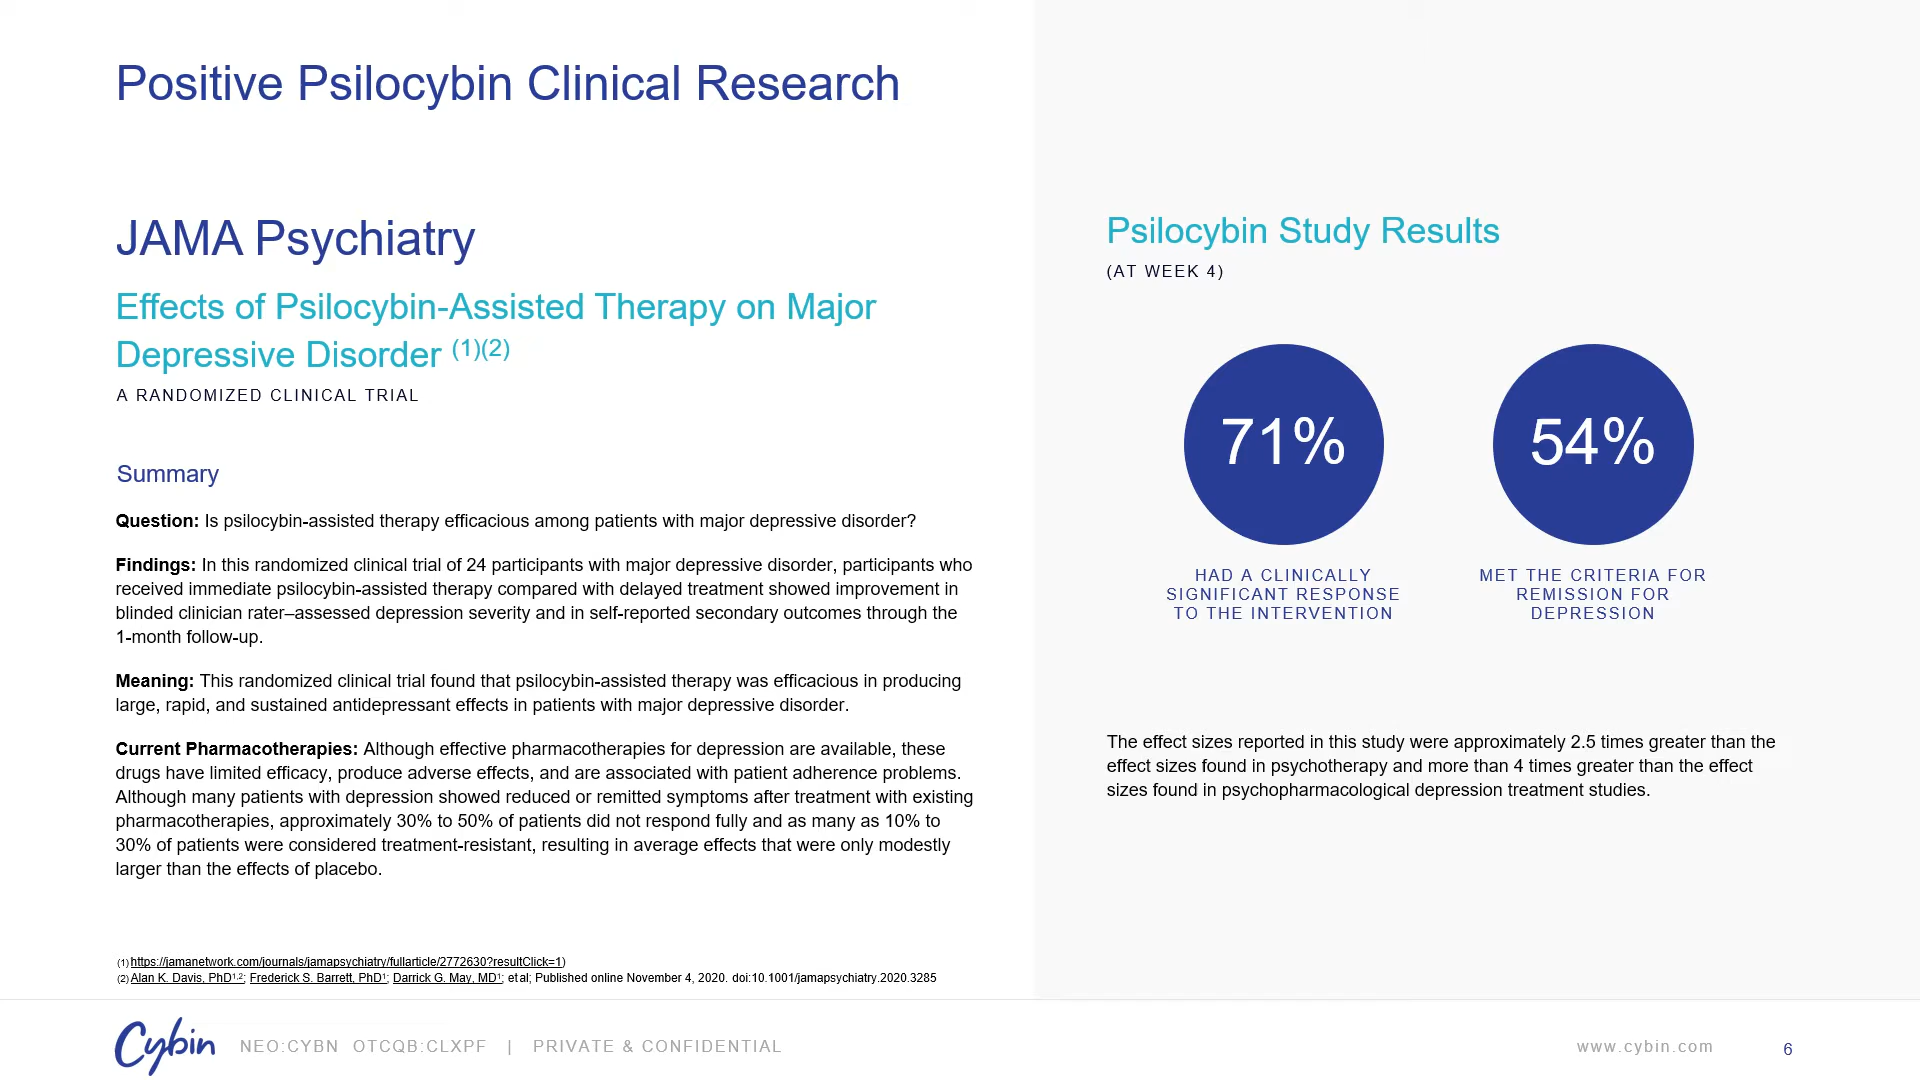 Positive Psilocybin Clinical Research
JAMA Psychiatry
Effects of Psilocybin-Assisted Therapy on Major
Depressive Disorder (1)(2)
A RANDOMIZED CLINICAL TRIAL
Summary
Question: Is psilocybin-assisted therapy efficacious among patients with major depressive disorder?
Findings: In this randomized clinical trial of 24 participants with major depressive disorder, participants who
received immediate psilocybin-assisted therapy compared with delayed treatment showed improvement in
blinded clinician rater–assessed depression severity and in self-reported secondary outcomes through the
1-month follow-up.
Meaning: This randomized clinical trial found that psilocybin-assisted therapy was efficacious in producing
large, rapid, and sustained antidepressant effects in patients with major depressive disorder.
Current Pharmacotherapies: Although effective pharmacotherapies for depression are available, these
drugs have limited efficacy, produce adverse effects, and are associated with patient adherence problems.
Although many patients with depression showed reduced or remitted symptoms after treatment with existing
pharmacotherapies, approximately 30% to 50% of patients did not respond fully and as many as 10% to
30% of patients were considered treatment-resistant, resulting in average effects that were only modestly
larger than the effects of placebo.
(1) https://jamanetwork.com/journals/jamapsychiatry/fullarticle/2772630?resultClick=1)
(2) Alan K. Davis, PhD1,2; Frederick S. Barrett, PhD1; Darrick G. May, MD1; et al; Published online November 4, 2020. doi:10.1001/jamapsychiatry.2020.3285
Psilocybin Study Results
(AT WEEK 4)
71%
HAD A CLINICALLY
SIGNIFICANT RESPONSE
TO THE INTERVENTION
54%
MET THE CRITERIA FOR
REMISSION FOR
DEPRESSION
The effect sizes reported in this study were approximately 2.5 times greater than the
effect sizes found in psychotherapy and more than 4 times greater than the effect
sizes found in psychopharmacological depression treatment studies.
Cybin NEO:CYBN OTCQB:CLXPF | PRIVATE & CONFIDENTIAL
www.cybin.com 6